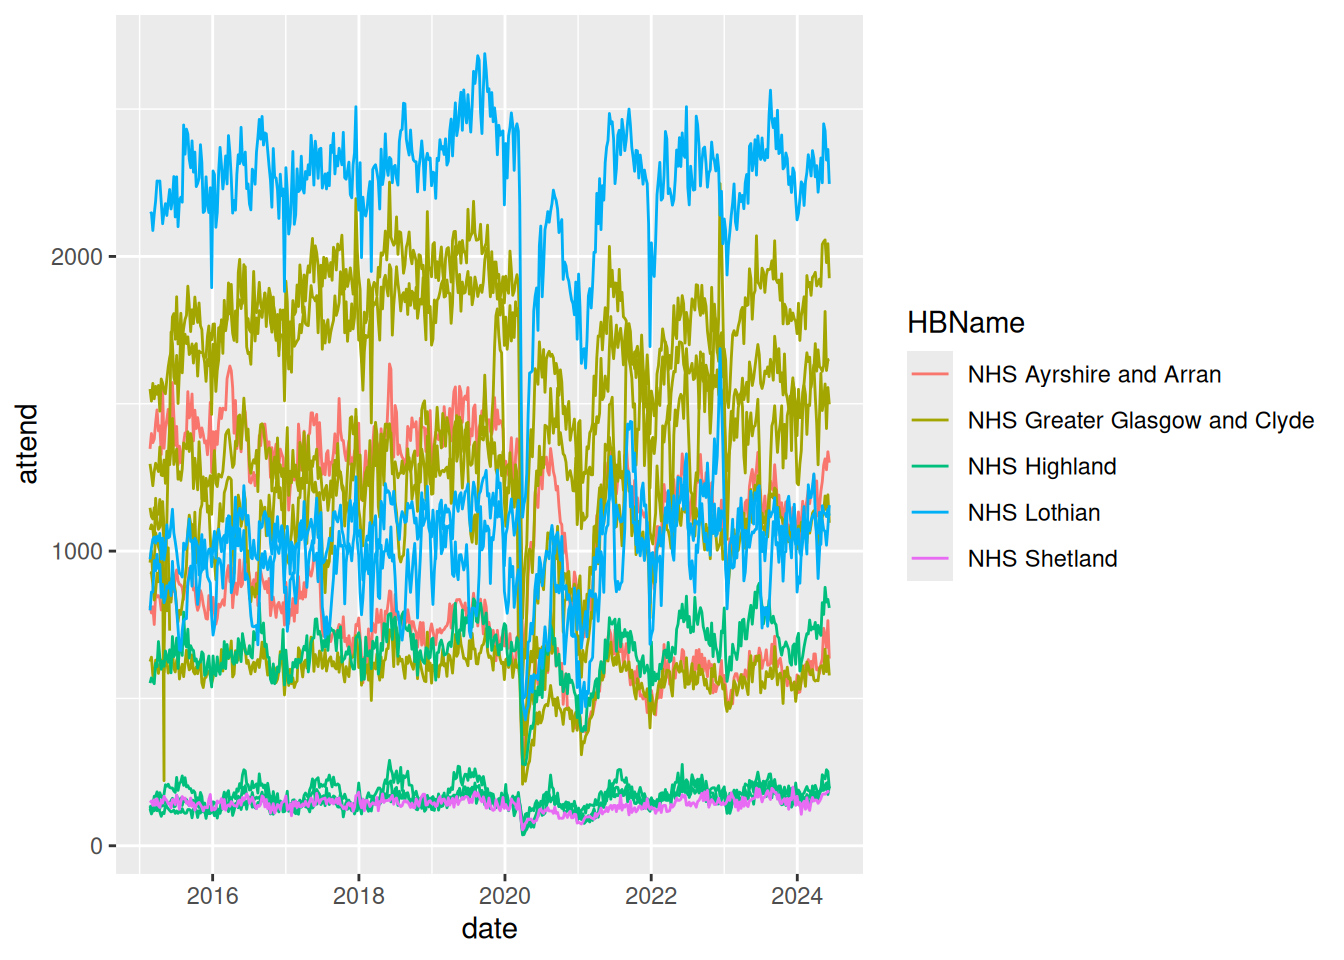 attend
2000
1000
0
2016 2018 2020 2022 2024
date
HBName
NHS Ayrshire and Arran
NHS Greater Glasgow and Clyde
NHS Highland
NHS Lothian
NHS Shetland